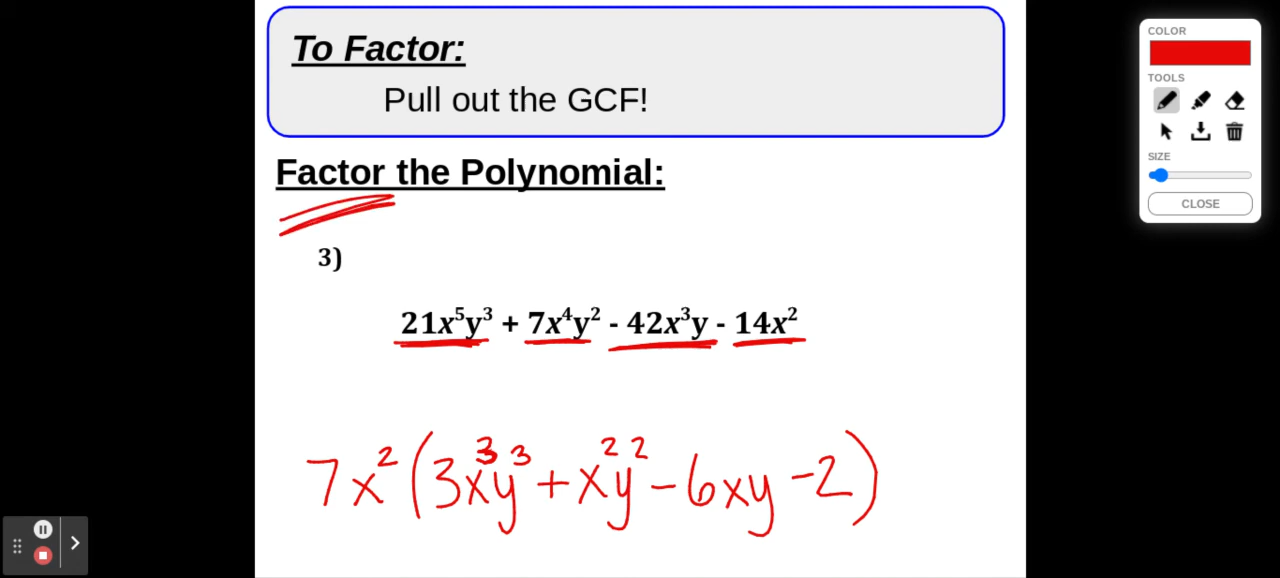 To Factor:
Pull out the GCF!
Factor the Polynomial:
3)
21x⁵y³ + 7x⁴y² - 42x³y - 14x²
7x²(3x³y³ + x²y² - 6xy - 2)
COLOR
TOOLS
SIZE
CLOSE